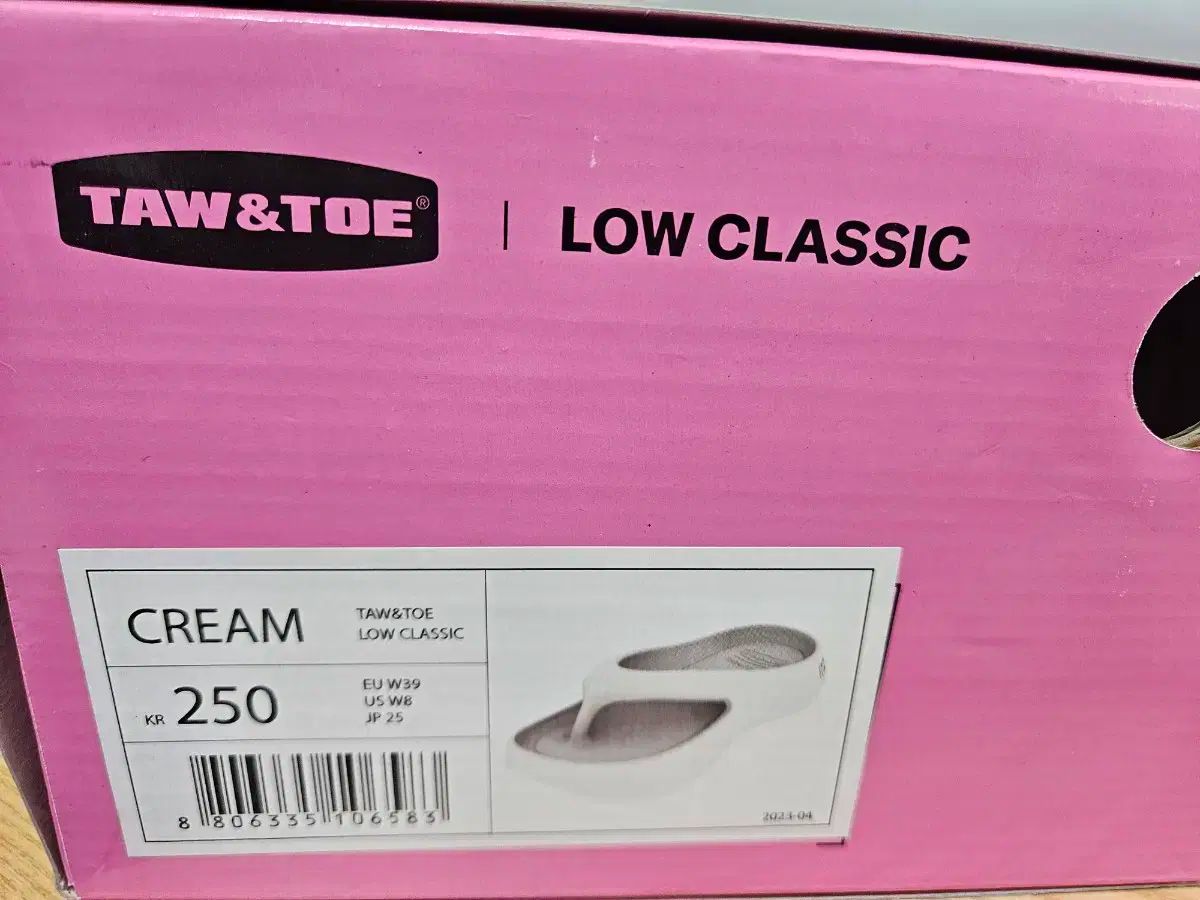 TAW&TOE® | LOW CLASSIC
CREAM
TAW&TOE
LOW CLASSIC
KR 250
EU W39
US W8
JP 25
8 806335 106583
2023-04